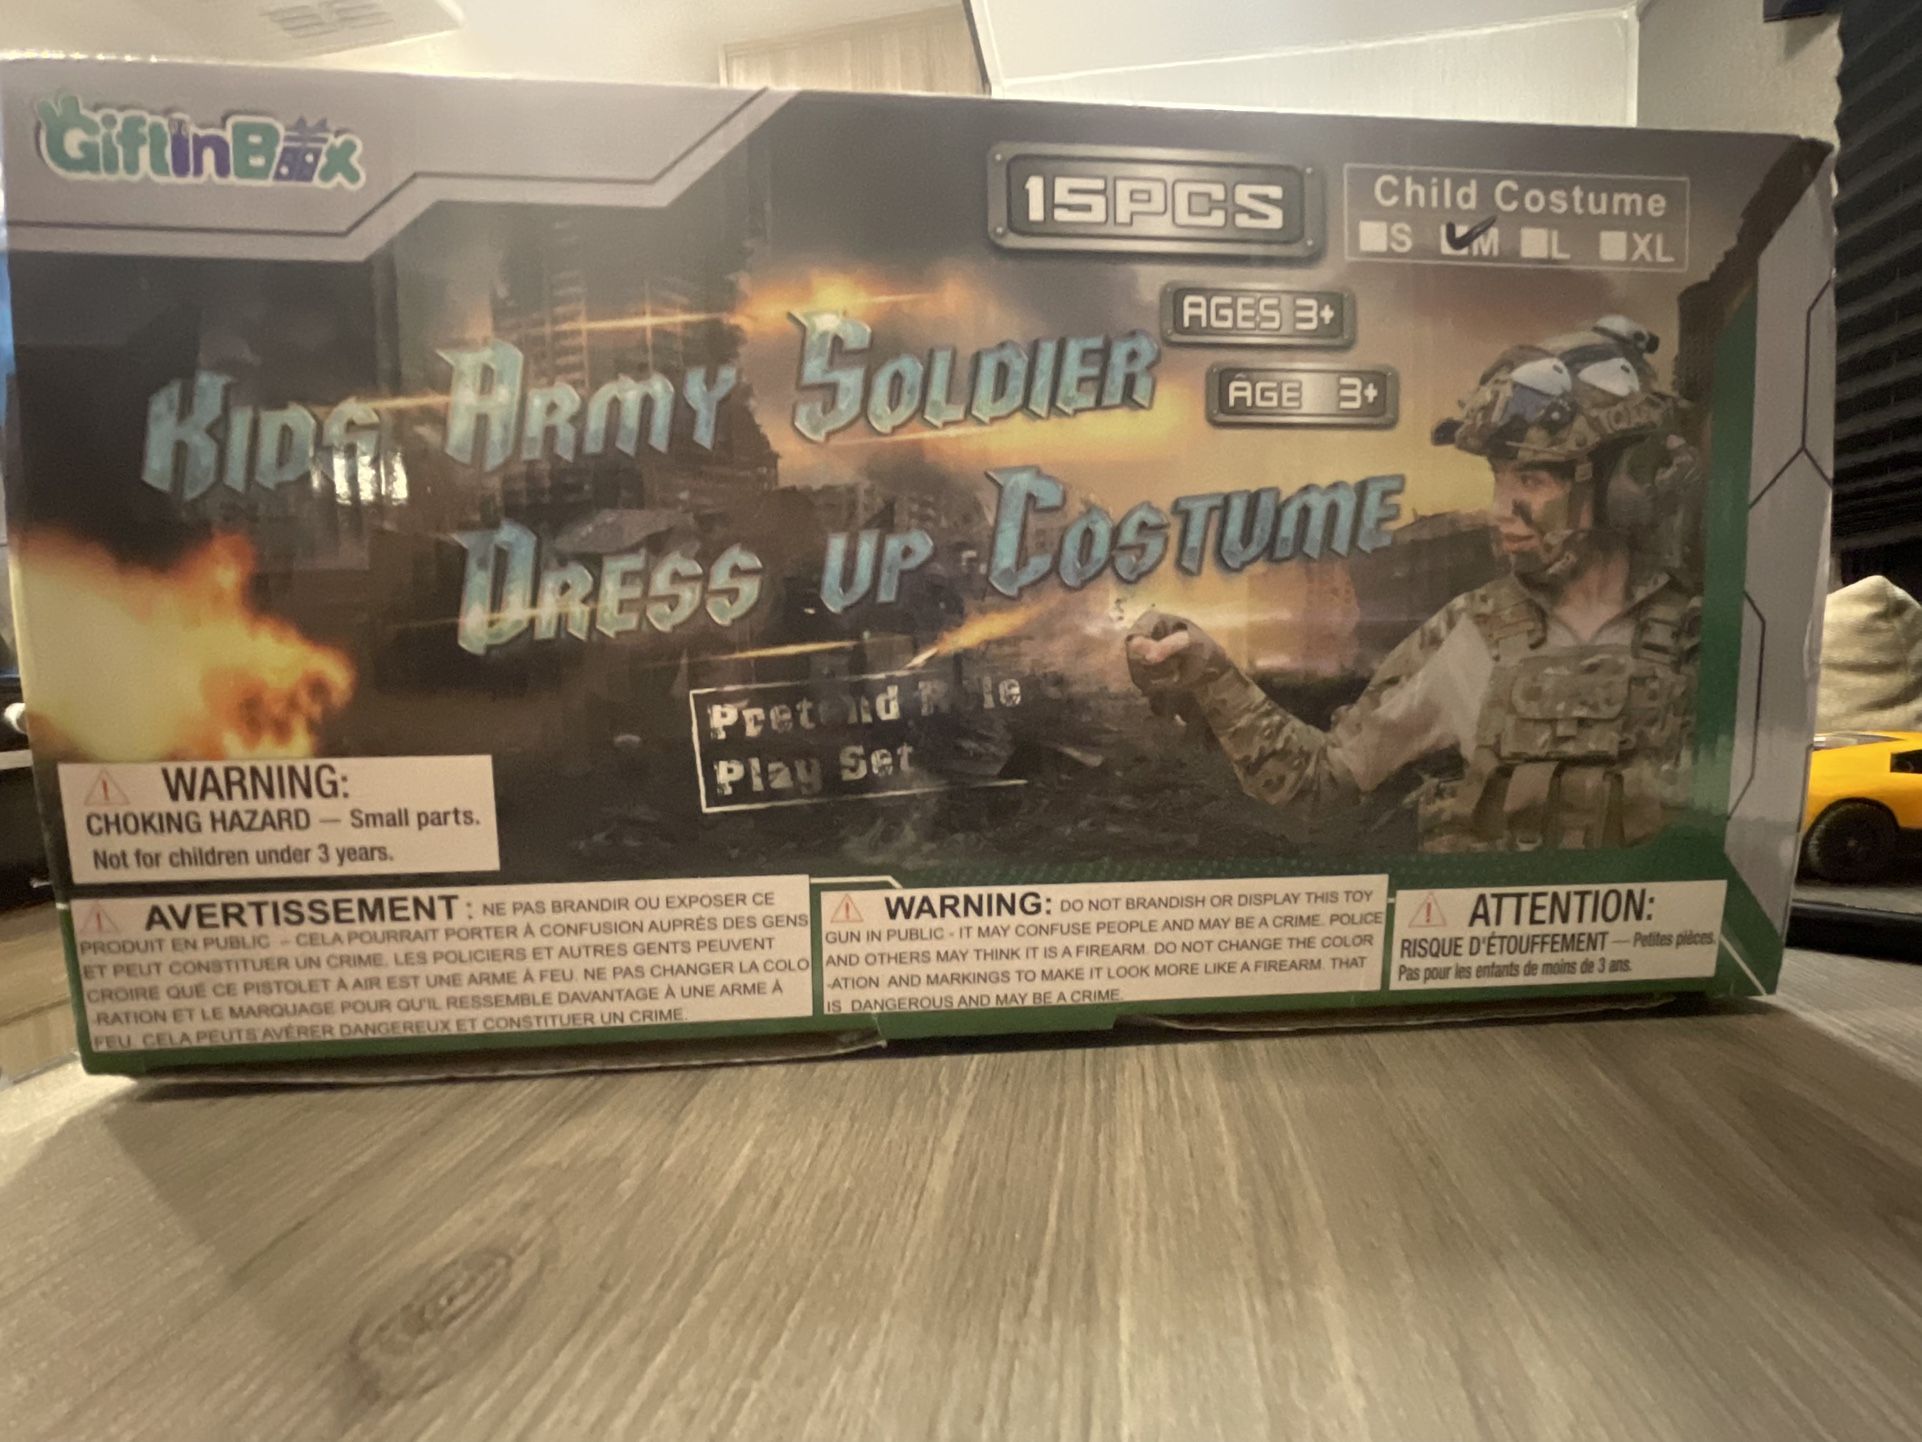 GiftInBox
15PCS
Child Costume
S M L XL
AGES 3+
ÂGE 3+
KIDS ARMY SOLDIER
DRESS UP COSTUME
Pretend Role
Play Set
WARNING:
CHOKING HAZARD — Small parts.
Not for children under 3 years.
AVERTISSEMENT : NE PAS BRANDIR OU EXPOSER CE
PRODUIT EN PUBLIC – CELA POURRAIT PORTER À CONFUSION AUPRÉS DES GENS
ET PEUT CONSTITUER UN CRIME. LES POLICIERS ET AUTRES GENTS PEUVENT
CROIRE QUE CE PISTOLET À AIR EST UNE ARME À FEU. NE PAS CHANGER LA COLO
-RATION ET LE MARQUAGE POUR QU'IL RESSEMBLE DAVANTAGE À UNE ARME À
FEU. CELA PEUTS'AVÉRER DANGEREUX ET CONSTITUER UN CRIME.
WARNING: DO NOT BRANDISH OR DISPLAY THIS TOY
GUN IN PUBLIC - IT MAY CONFUSE PEOPLE AND MAY BE A CRIME. POLICE
AND OTHERS MAY THINK IT IS A FIREARM. DO NOT CHANGE THE COLOR
-ATION AND MARKINGS TO MAKE IT LOOK MORE LIKE A FIREARM. THAT
IS DANGEROUS AND MAY BE A CRIME.
ATTENTION:
RISQUE D'ÉTOUFFEMENT — Petites pièces.
Pas pour les enfants de moins de 3 ans.